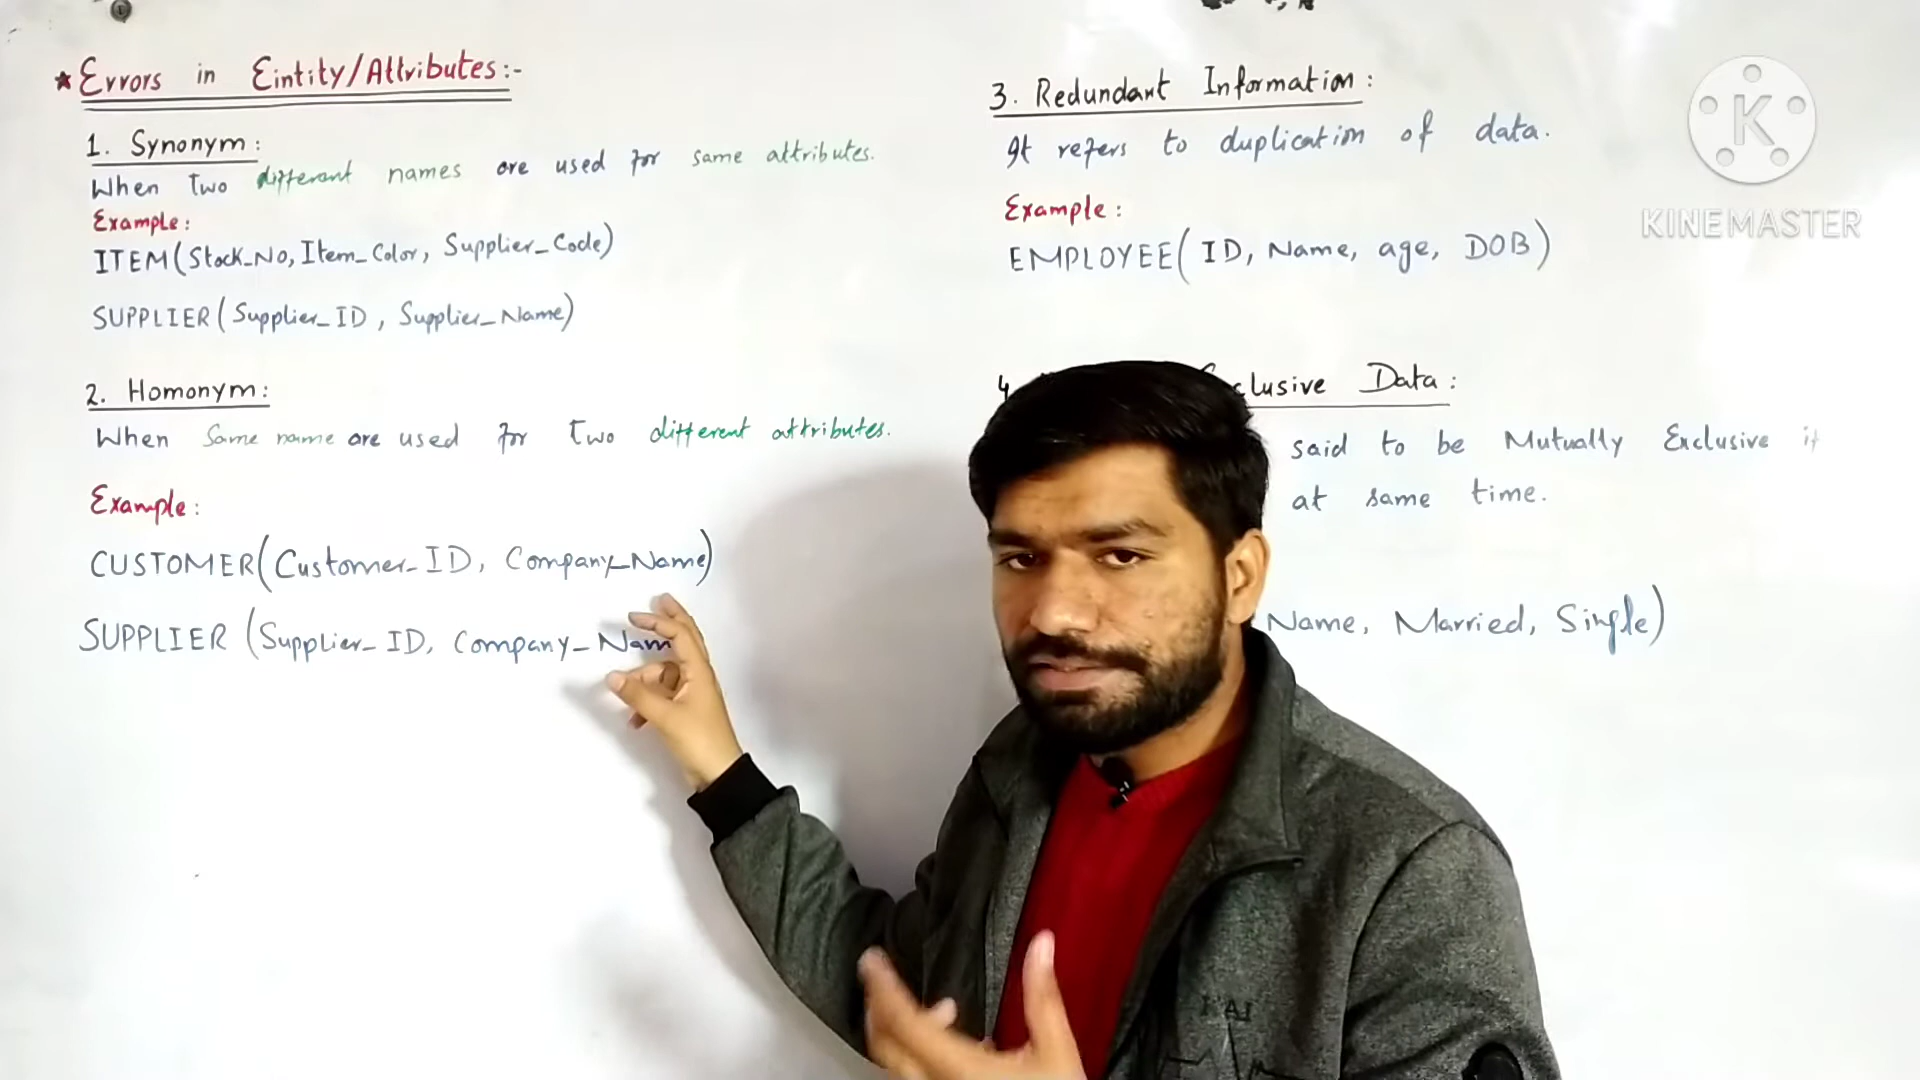 ★ Errors in Eintity/Attributes:-
1. Synonym:
When Two different names are used for same attributes.
Example:
ITEM(Stock_No, Item_Color, Supplier_Code)
SUPPLIER(Supplier_ID, Supplier_Name)
2. Homonym:
When Same name are used for Two different attributes.
Example:
CUSTOMER(Customer_ID, Company_Name)
SUPPLIER (Supplier_ID, Company_Nam
3. Redundant Information:
It refers to duplication of data.
Example:
EMPLOYEE(ID, Name, age, DOB)
4 clusive Data:
said to be Mutually Exclusive if
at same time.
Name, Married, Single)
K
KINEMASTER